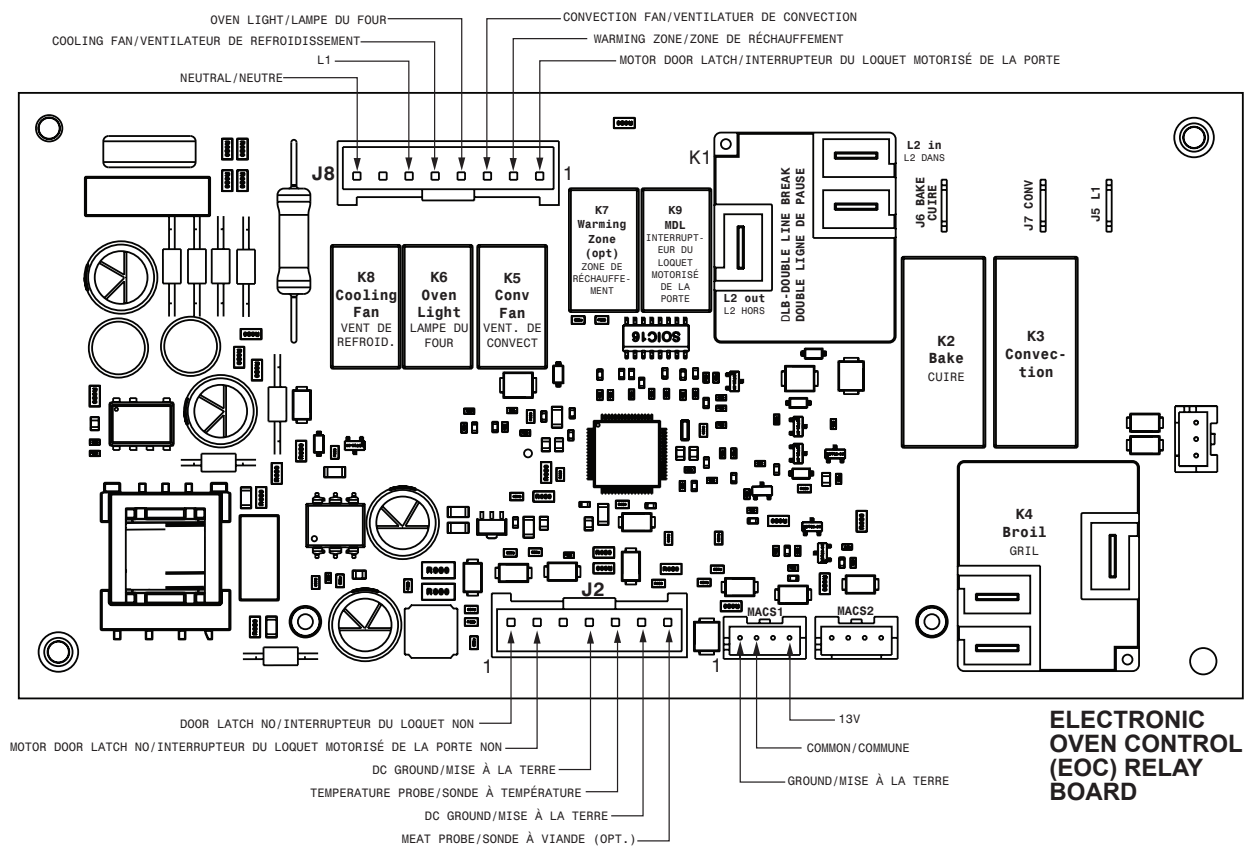 OVEN LIGHT/LAMPE DU FOUR
CONVECTION FAN/VENTILATUER DE CONVECTION
COOLING FAN/VENTILATEUR DE REFROIDISSEMENT
WARMING ZONE/ZONE DE RÉCHAUFFEMENT
L1
MOTOR DOOR LATCH/INTERRUPTEUR DU LOQUET MOTORISÉ DE LA PORTE
NEUTRAL/NEUTRE
J8
1
K1
L2 in
L2 DANS
DLB-DOUBLE LINE BREAK
DOUBLE LIGNE DE PAUSE
L2 out
L2 HORS
J6 BAKE
CUIRE
J7 CONV
J5 L1
K7
Warming
Zone
(opt)
ZONE DE
RÉCHAUFFE-
MENT
K9
MDL
INTERRUPT-
EUR DU
LOQUET
MOTORISÉ
DE LA
PORTE
K8
Cooling
Fan
VENT DE
REFROID.
K6
Oven
Light
LAMPE DU
FOUR
K5
Conv
Fan
VENT. DE
CONVECT
SOIC16
K2
Bake
CUIRE
K3
Convec-
tion
K4
Broil
GRIL
J2
1
MACS1
1
MACS2
DOOR LATCH NO/INTERRUPTEUR DU LOQUET NON
MOTOR DOOR LATCH NO/INTERRUPTEUR DU LOQUET MOTORISÉ DE LA PORTE NON
DC GROUND/MISE À LA TERRE
TEMPERATURE PROBE/SONDE À TEMPÉRATURE
DC GROUND/MISE À LA TERRE
MEAT PROBE/SONDE À VIANDE (OPT.)
13V
COMMON/COMMUNE
GROUND/MISE À LA TERRE
ELECTRONIC
OVEN CONTROL
(EOC) RELAY
BOARD